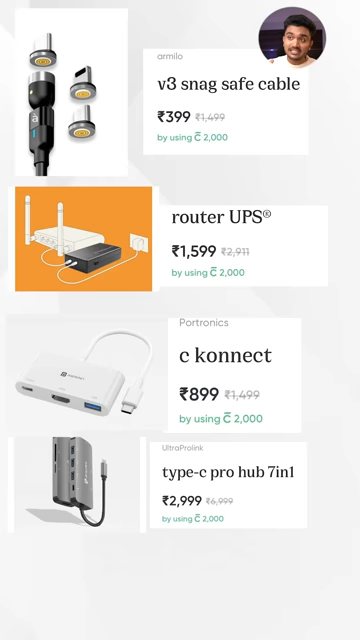 armilo
v3 snag safe cable
₹399 ₹1,499
by using C̅ 2,000
router UPS®
₹1,599 ₹2,911
by using C̅ 2,000
Portronics
c konnect
₹899 ₹1,499
by using C̅ 2,000
UltraProlink
type-c pro hub 7in1
₹2,999 ₹6,999
by using C̅ 2,000